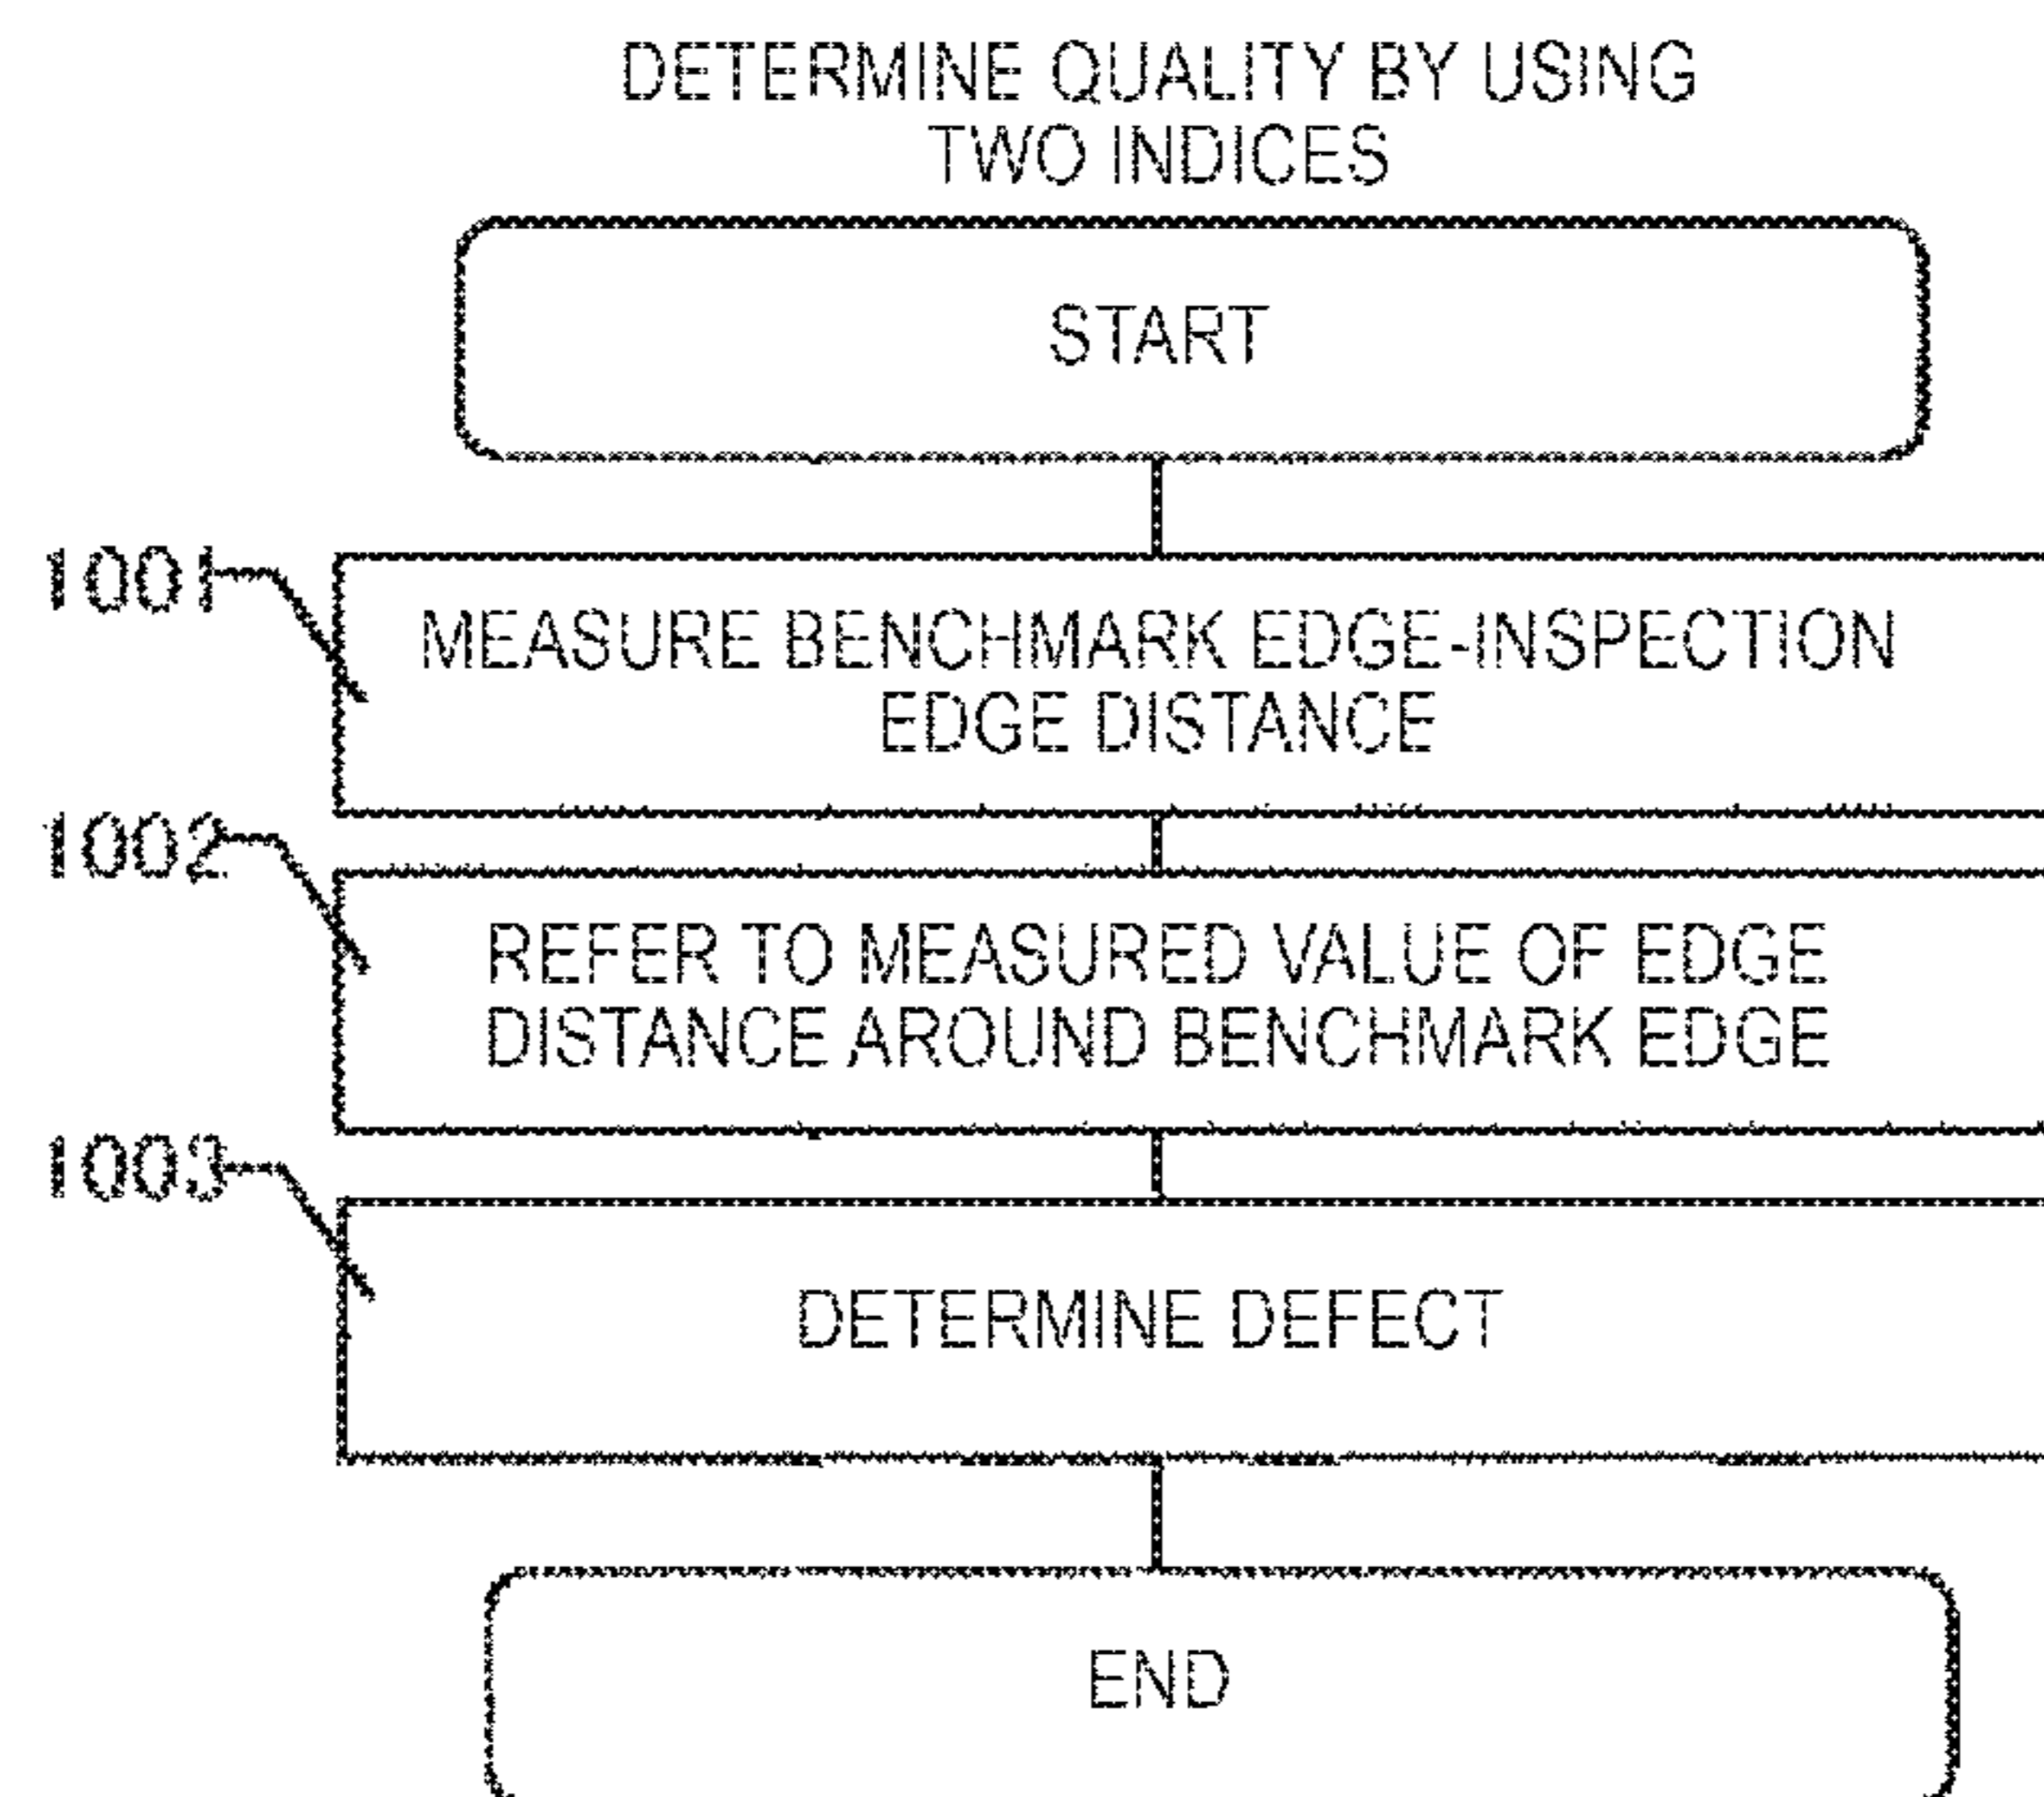 DETERMINE QUALITY BY USING
TWO INDICES
START
1001
MEASURE BENCHMARK EDGE-INSPECTION
EDGE DISTANCE
1002
REFER TO MEASURED VALUE OF EDGE
DISTANCE AROUND BENCHMARK EDGE
1003
DETERMINE DEFECT
END